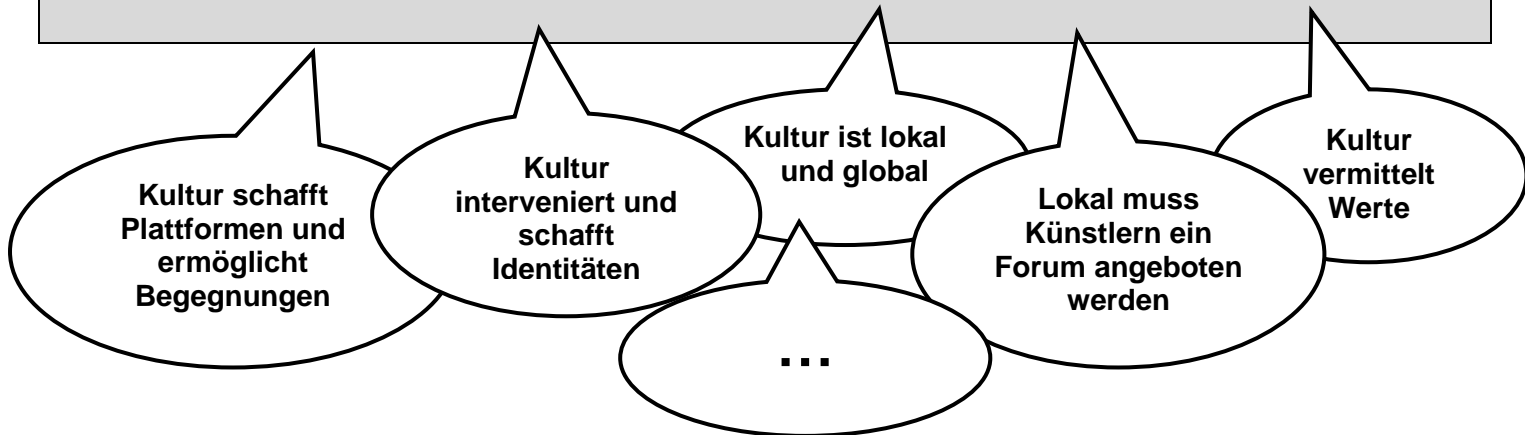 Kultur schafft
Plattformen und
ermöglicht
Begegnungen
Kultur
interveniert und
schafft
Identitäten
Kultur ist lokal
und global
Lokal muss
Künstlern ein
Forum angeboten
werden
Kultur
vermittelt
Werte
...